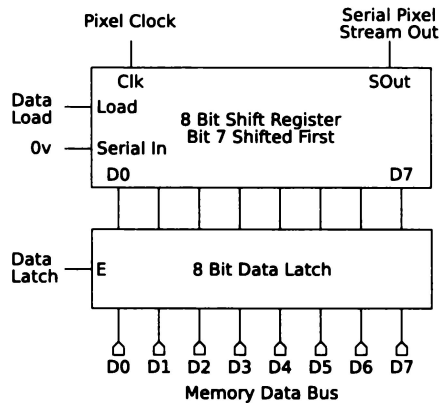 Pixel Clock
Serial Pixel
Stream Out
Clk
SOut
Data
Load
Load
8 Bit Shift Register
Bit 7 Shifted First
0v
Serial In
D0
D7
Data
Latch
E
8 Bit Data Latch
D0 D1 D2 D3 D4 D5 D6 D7
Memory Data Bus